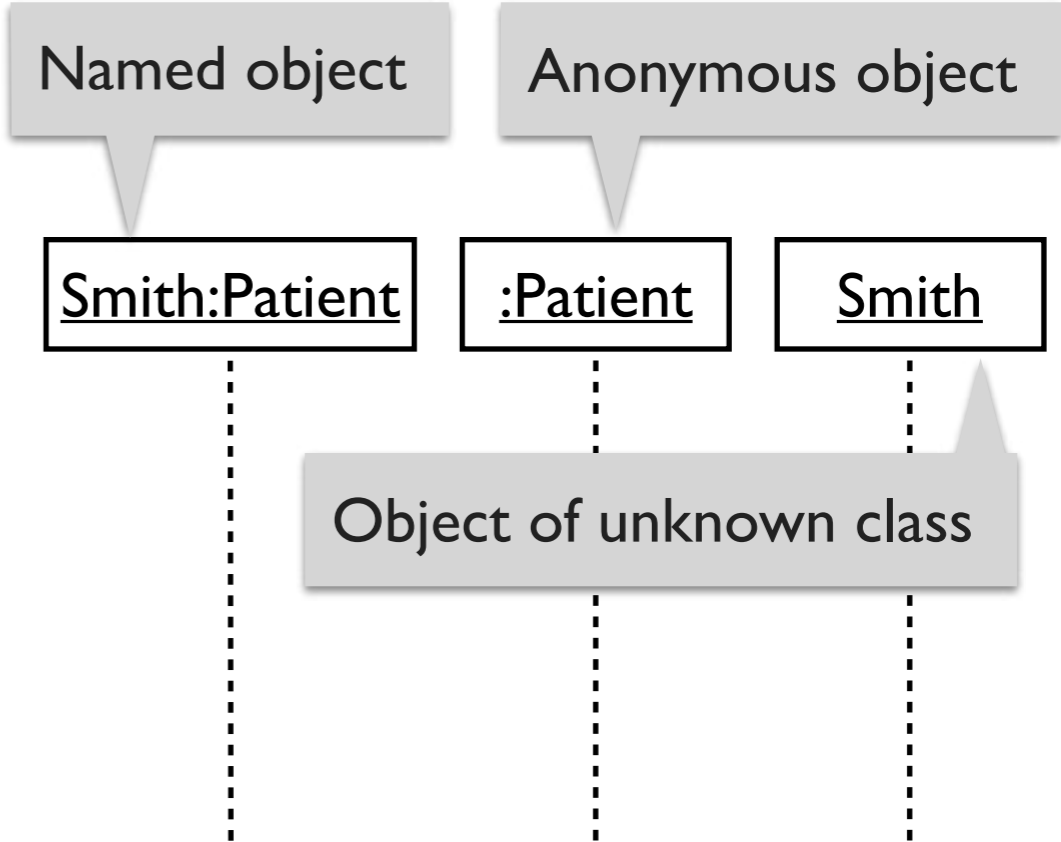 Named object
Anonymous object
Smith:Patient
:Patient
Smith
Object of unknown class